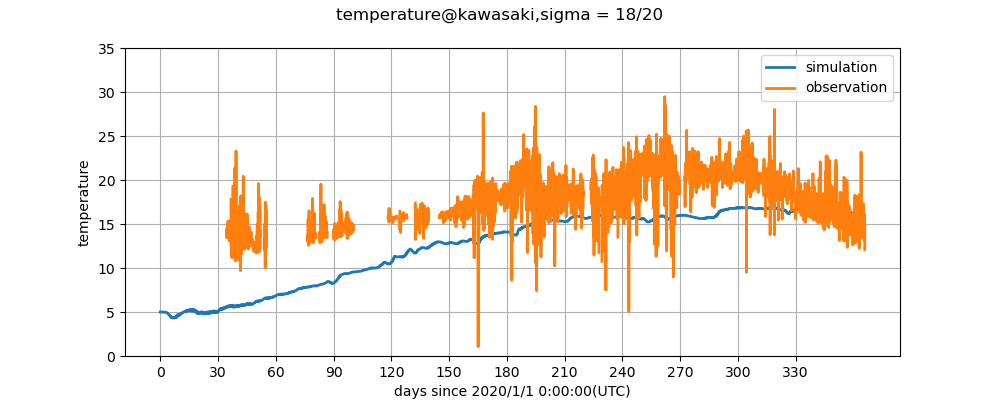 temperature@kawasaki,sigma = 18/20
35
30
25
20
15
10
5
0
temperature
simulation
observation
0 30 60 90 120 150 180 210 240 270 300 330
days since 2020/1/1 0:00:00(UTC)